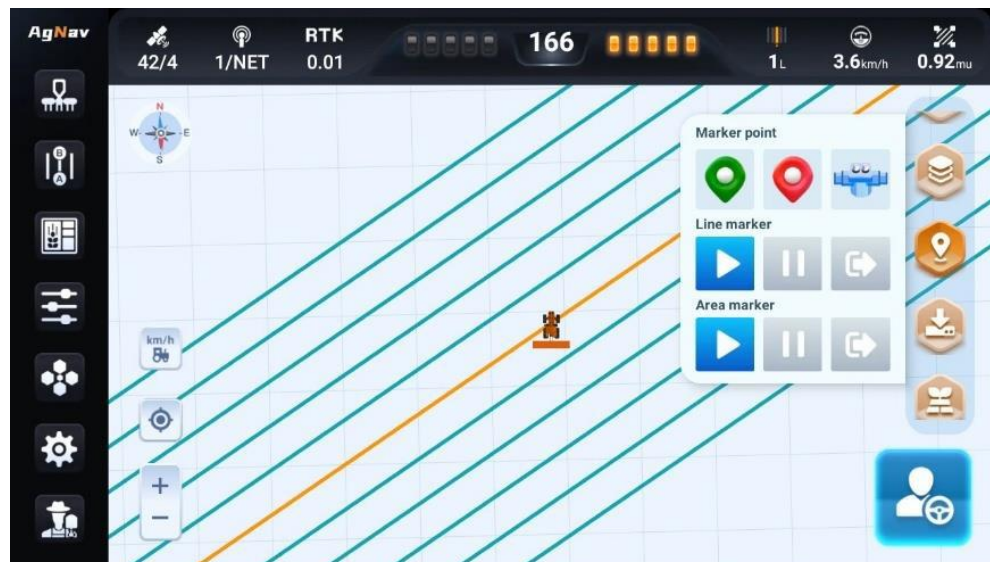 AgNav
42/4
1/NET
RTK
0.01
166
1L
3.6km/h
0.92mu
N
W
E
S
Marker point
Line marker
Area marker
B
A
km/h